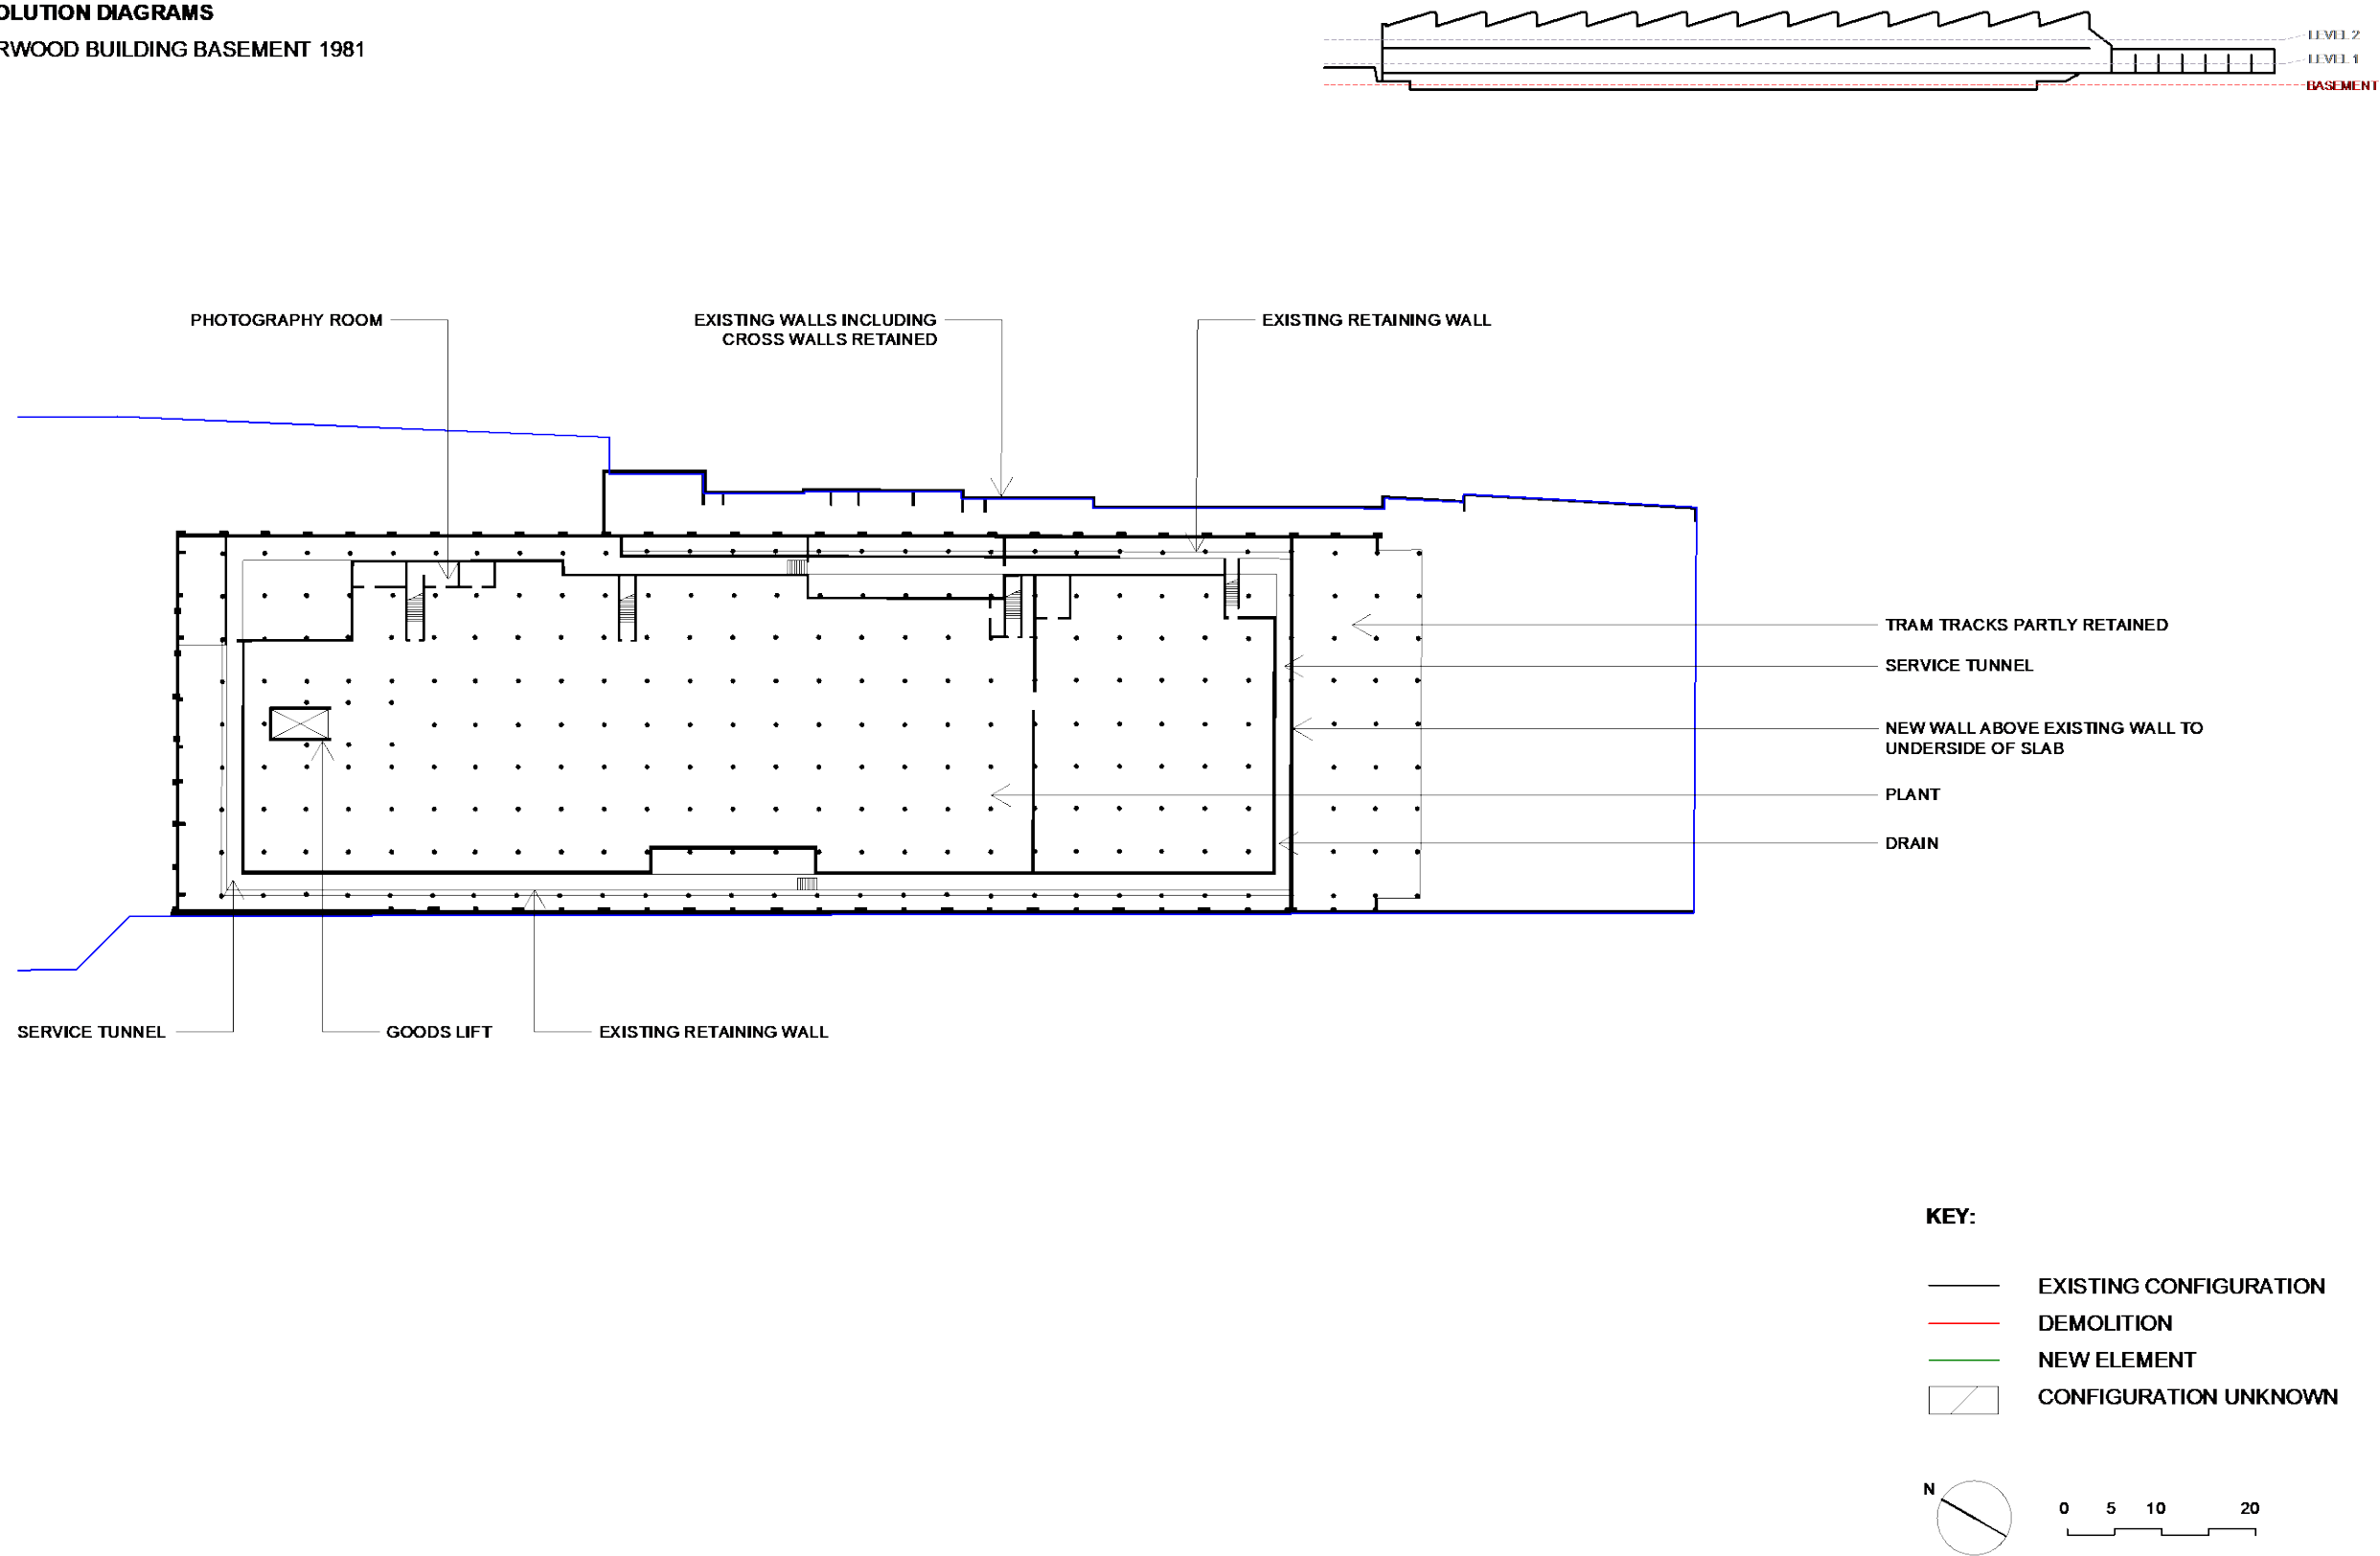 OLUTION DIAGRAMS
RWOOD BUILDING BASEMENT 1981
LEVEL 2
LEVEL 1
BASEMENT
PHOTOGRAPHY ROOM
EXISTING WALLS INCLUDING
CROSS WALLS RETAINED
EXISTING RETAINING WALL
TRAM TRACKS PARTLY RETAINED
SERVICE TUNNEL
NEW WALL ABOVE EXISTING WALL TO
UNDERSIDE OF SLAB
PLANT
DRAIN
SERVICE TUNNEL
GOODS LIFT
EXISTING RETAINING WALL
KEY:
EXISTING CONFIGURATION
DEMOLITION
NEW ELEMENT
CONFIGURATION UNKNOWN
N
0 5 10 20